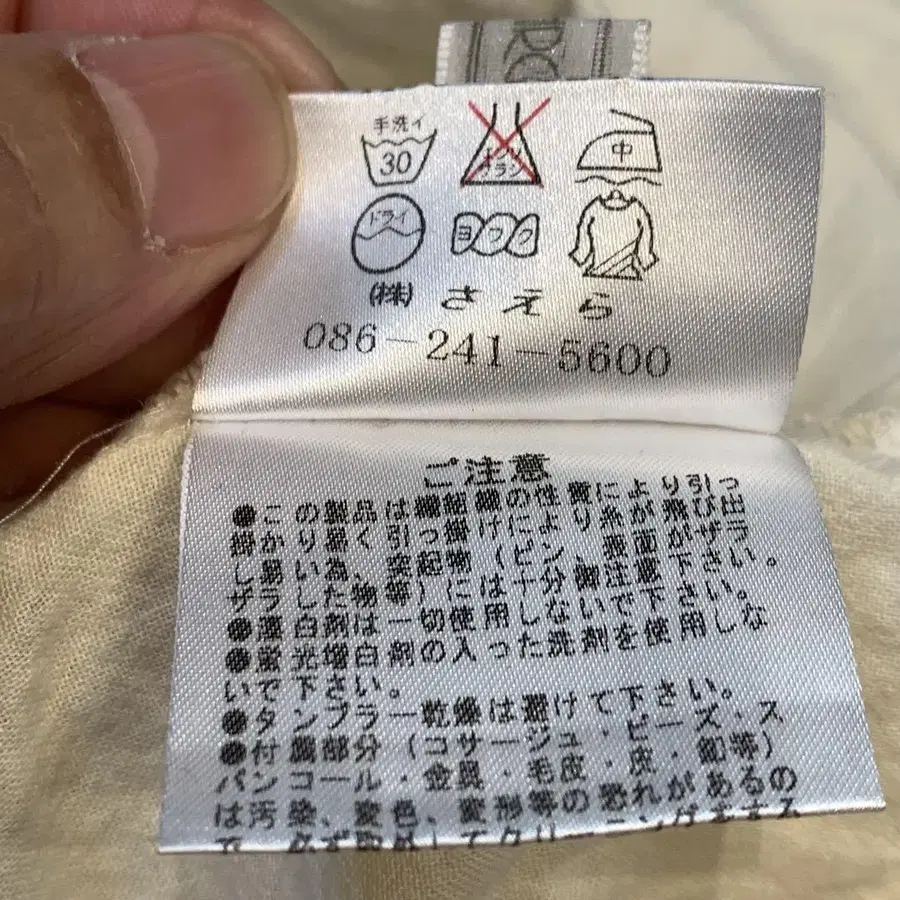 手洗イ
30
エンソ
サラシ
中
ドライ
ヨワク
(株) さえら
086-241-5600
ご注意
●この製品は繊維組織の性質により引っ
掛かり易く引っ掛けにより糸が飛び出
し易い為、突起物(ピン、表面がザラ
ザラした物等)には十分御注意下さい。
●漂白剤は一切使用しないで下さい。
●蛍光増白剤の入った洗剤を使用しな
いで下さい。
●タンブラー乾燥は避けて下さい。
●付属部分(コサージュ・ビーズ・ス
パンコール・金具・毛皮・皮・釦等)
は汚染、変色、変形等の恐れがあるの
で